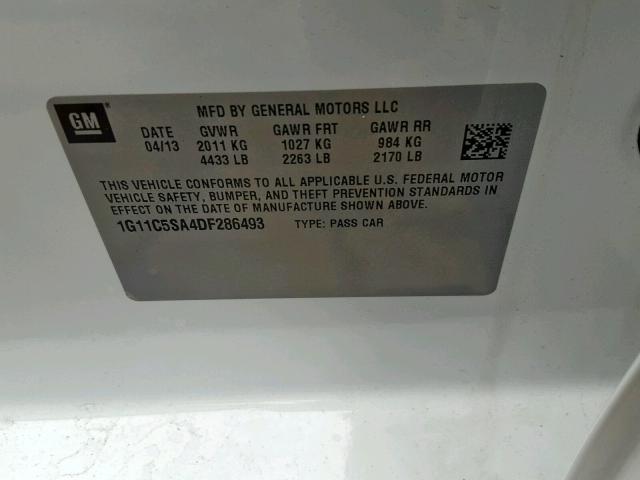 GM
MFD BY GENERAL MOTORS LLC
DATE GVWR GAWR FRT GAWR RR
04/13 2011 KG 1027 KG 984 KG
4433 LB 2263 LB 2170 LB
THIS VEHICLE CONFORMS TO ALL APPLICABLE U.S. FEDERAL MOTOR
VEHICLE SAFETY, BUMPER, AND THEFT PREVENTION STANDARDS IN
EFFECT ON THE DATE OF MANUFACTURE SHOWN ABOVE.
1G11C5SA4DF286493 TYPE: PASS CAR